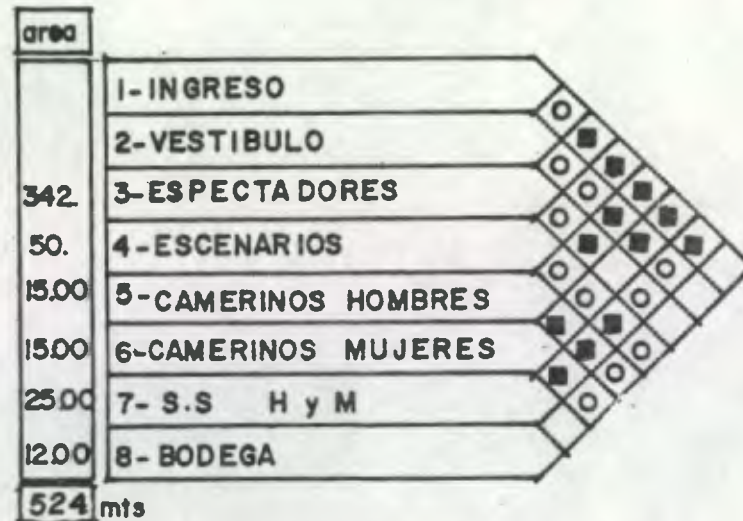 area
1-INGRESO
2-VESTIBULO
342. 3-ESPECTADORES
50. 4-ESCENARIOS
15.00 5-CAMERINOS HOMBRES
15.00 6-CAMERINOS MUJERES
25.00 7-S.S H y M
12.00 8-BODEGA
524 mts